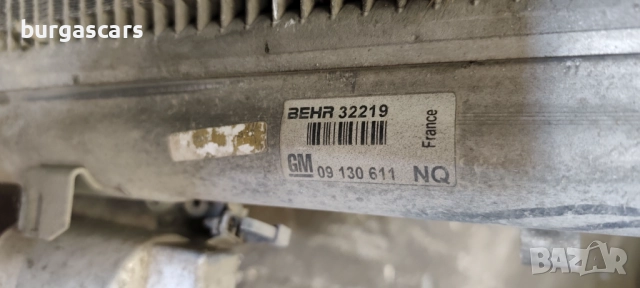 burgascars
BEHR 32219
France
GM 09 130 611 NQ
BAZAR